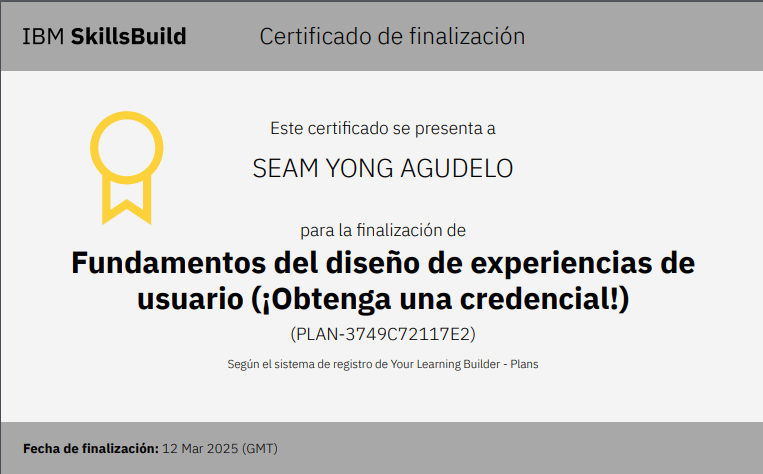 IBM SkillsBuild
Certificado de finalización
Este certificado se presenta a
SEAM YONG AGUDELO
para la finalización de
Fundamentos del diseño de experiencias de
usuario (¡Obtenga una credencial!)
(PLAN-3749C72117E2)
Según el sistema de registro de Your Learning Builder - Plans
Fecha de finalización: 12 Mar 2025 (GMT)